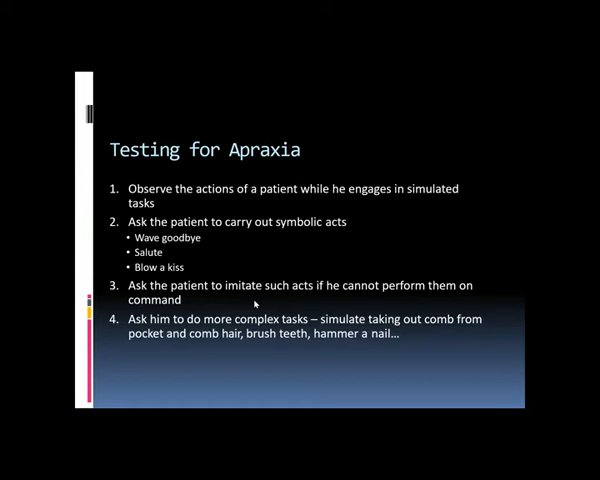 Testing for Apraxia
1. Observe the actions of a patient while he engages in simulated
tasks
2. Ask the patient to carry out symbolic acts
• Wave goodbye
• Salute
• Blow a kiss
3. Ask the patient to imitate such acts if he cannot perform them on
command
4. Ask him to do more complex tasks – simulate taking out comb from
pocket and comb hair, brush teeth, hammer a nail...